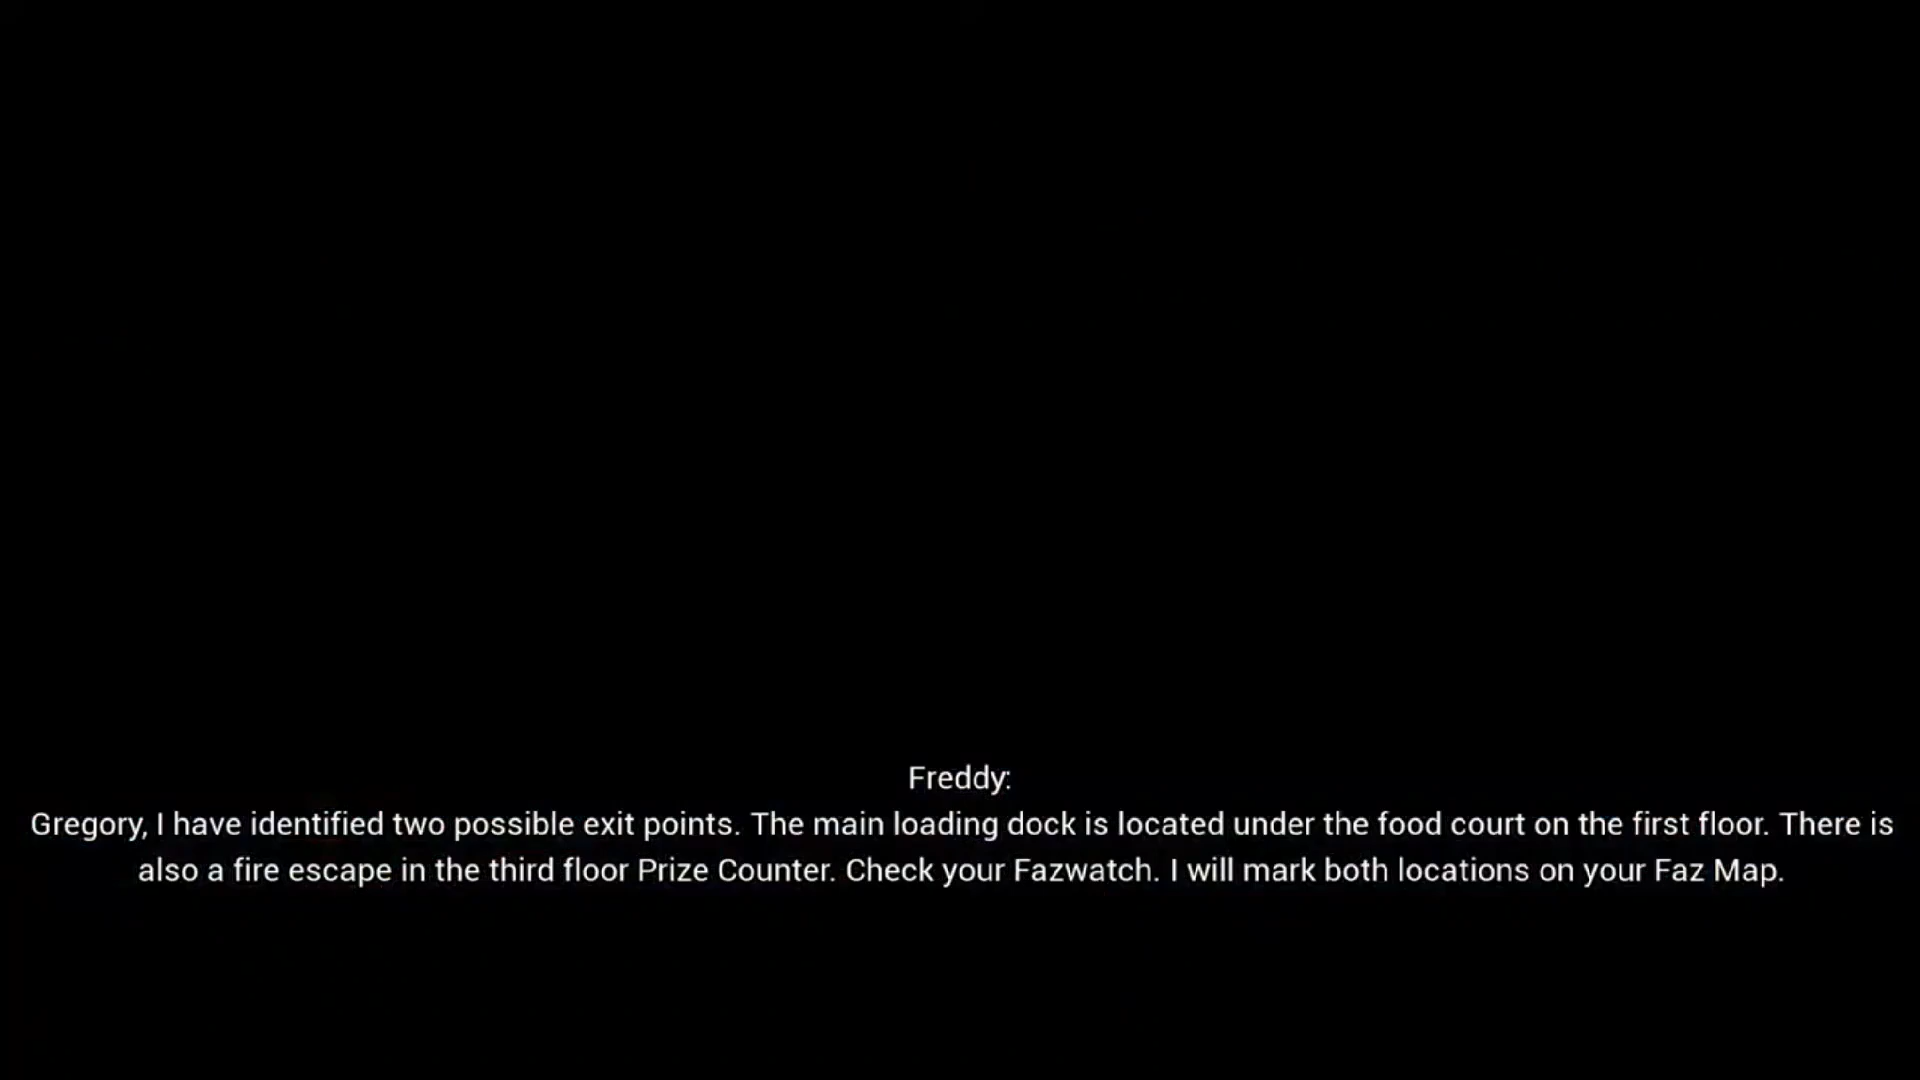 Freddy:
Gregory, I have identified two possible exit points. The main loading dock is located under the food court on the first floor. There is
also a fire escape in the third floor Prize Counter. Check your Fazwatch. I will mark both locations on your Faz Map.